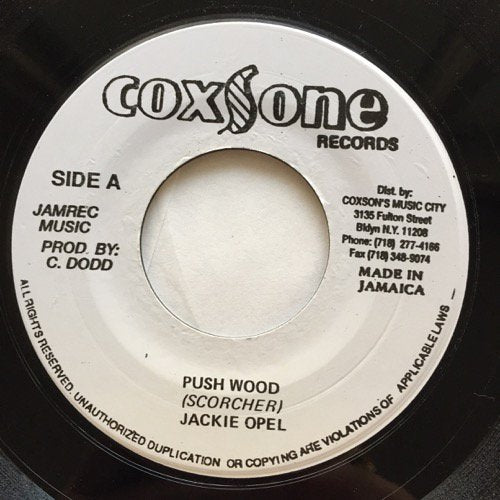 coxsone
RECORDS
SIDE A
JAMREC
MUSIC
PROD. BY:
C. DODD
Dist. by:
COXSON'S MUSIC CITY
3135 Fulton Street
Bldyn N.Y. 11208
Phone: (718) 277-4166
Fax (718) 348-9074
MADE IN
JAMAICA
PUSH WOOD
(SCORCHER)
JACKIE OPEL
ALL RIGHTS RESERVED. UNAUTHORIZED DUPLICATION OR COPYING ARE VIOLATIONS OF APPLICABLE LAWS